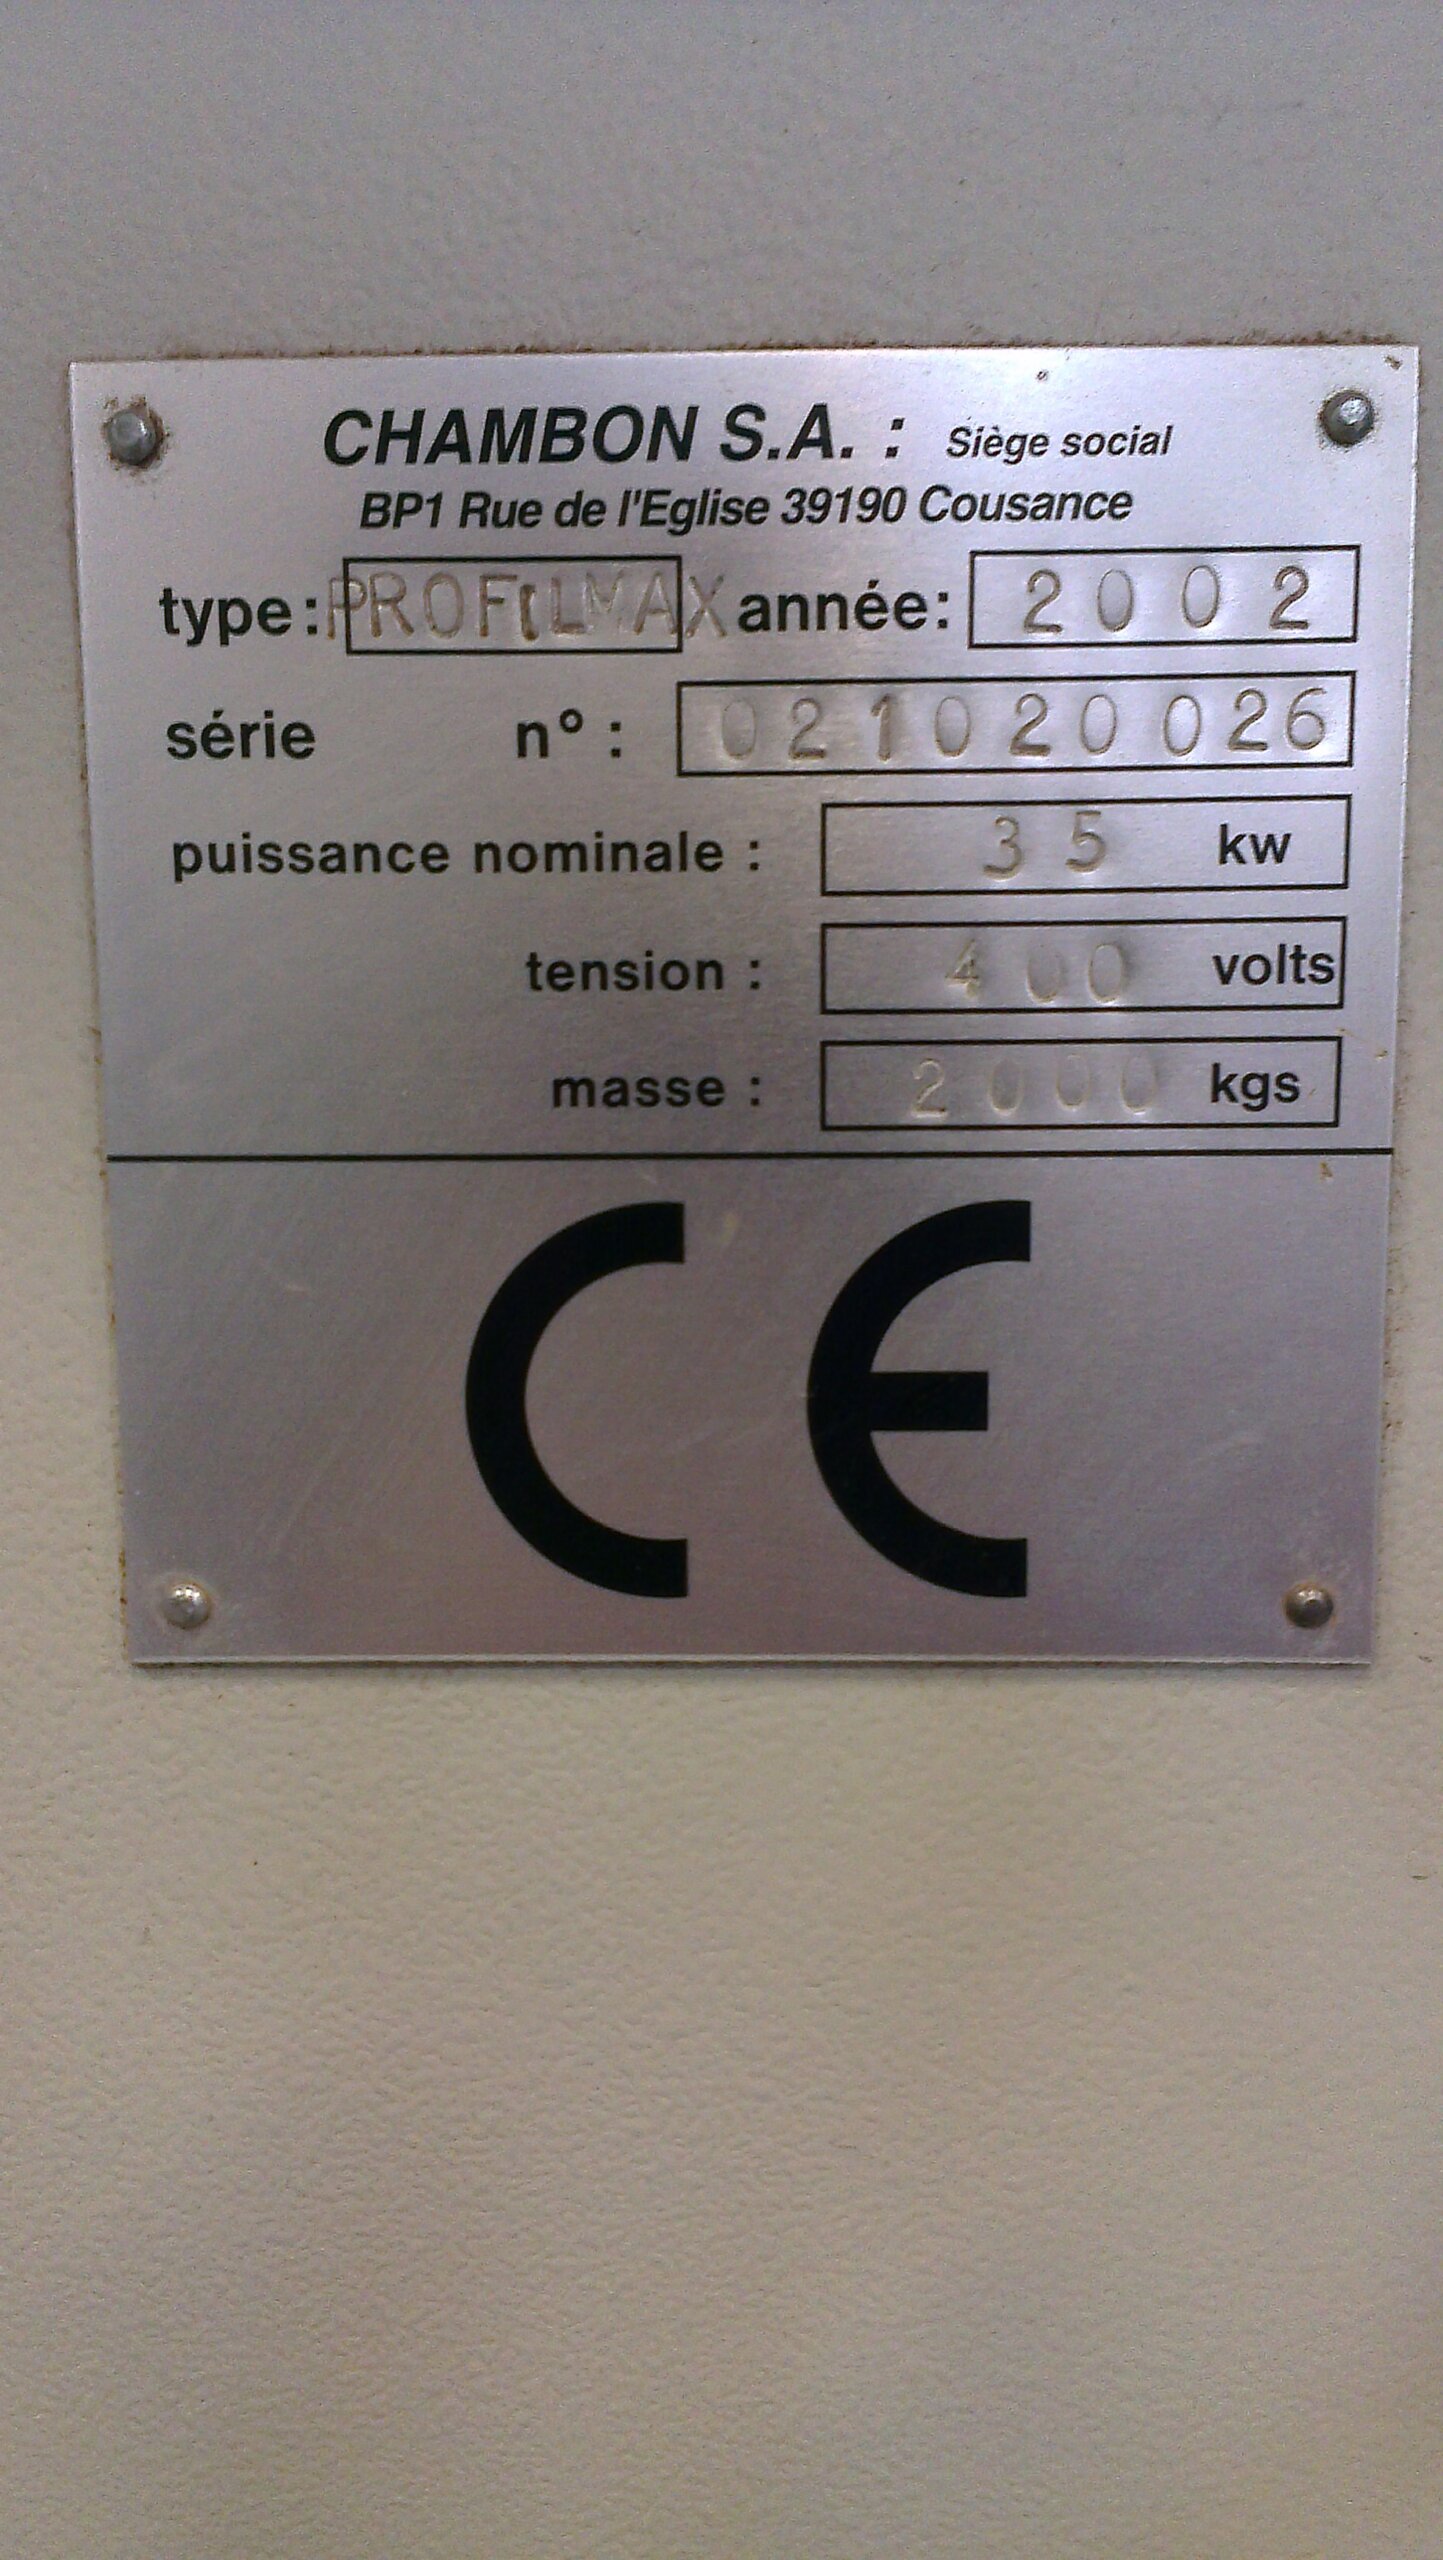 CHAMBON S.A. : Siège social
BP1 Rue de l'Eglise 39190 Cousance
type: PROFILMAX année: 2002
série n° : 021020026
puissance nominale : 35 kw
tension : 400 volts
masse : 2000 kgs
CE